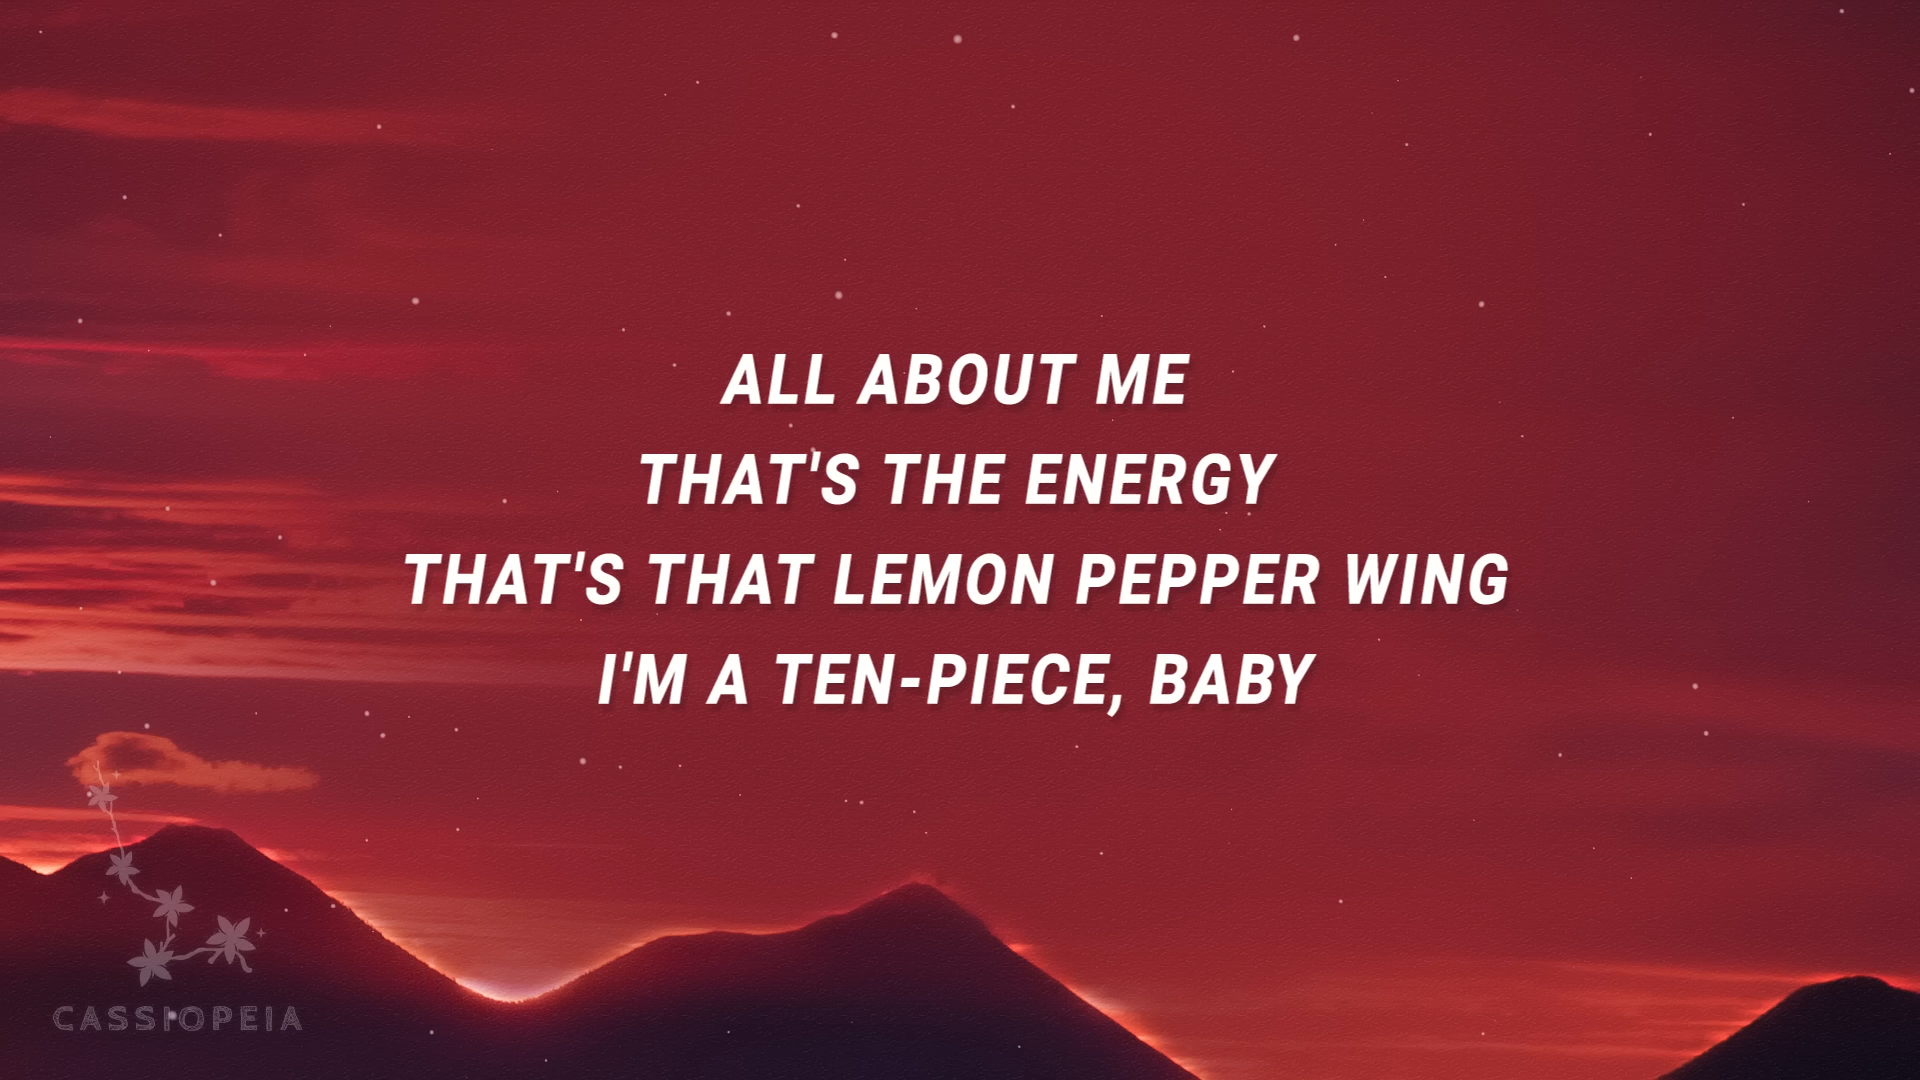 ALL ABOUT ME
THAT'S THE ENERGY
THAT'S THAT LEMON PEPPER WING
I'M A TEN-PIECE, BABY
CASSIOPEIA